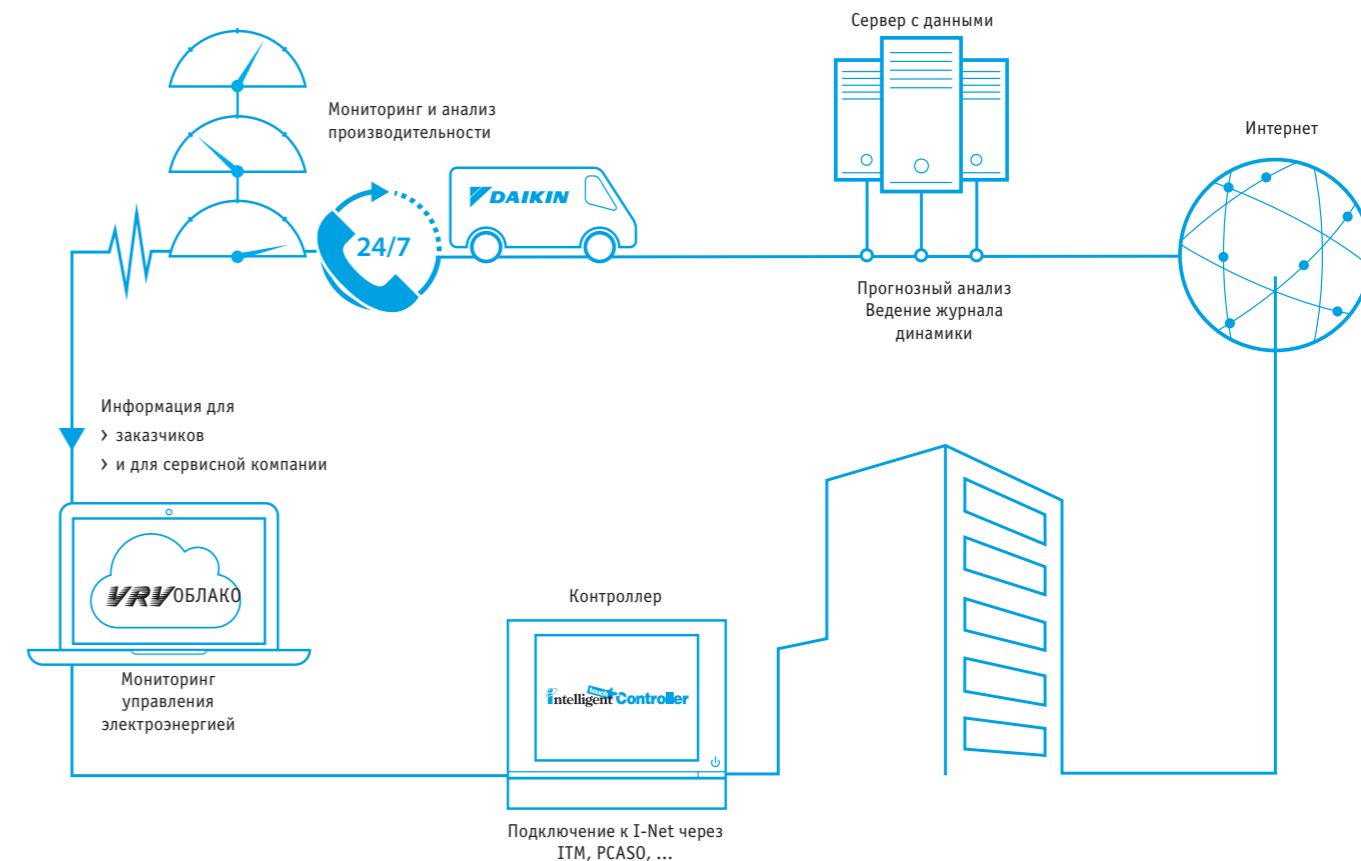 Сервер с данными
Мониторинг и анализ
производительности
Интернет
DAIKIN
24/7
Прогнозный анализ
Ведение журнала
динамики
Информация для
› заказчиков
› и для сервисной компании
VRV ОБЛАКО
Контроллер
intelligent touch Controller
Мониторинг
управления
электроэнергией
Подключение к I-Net через
ITM, PCASO, ...